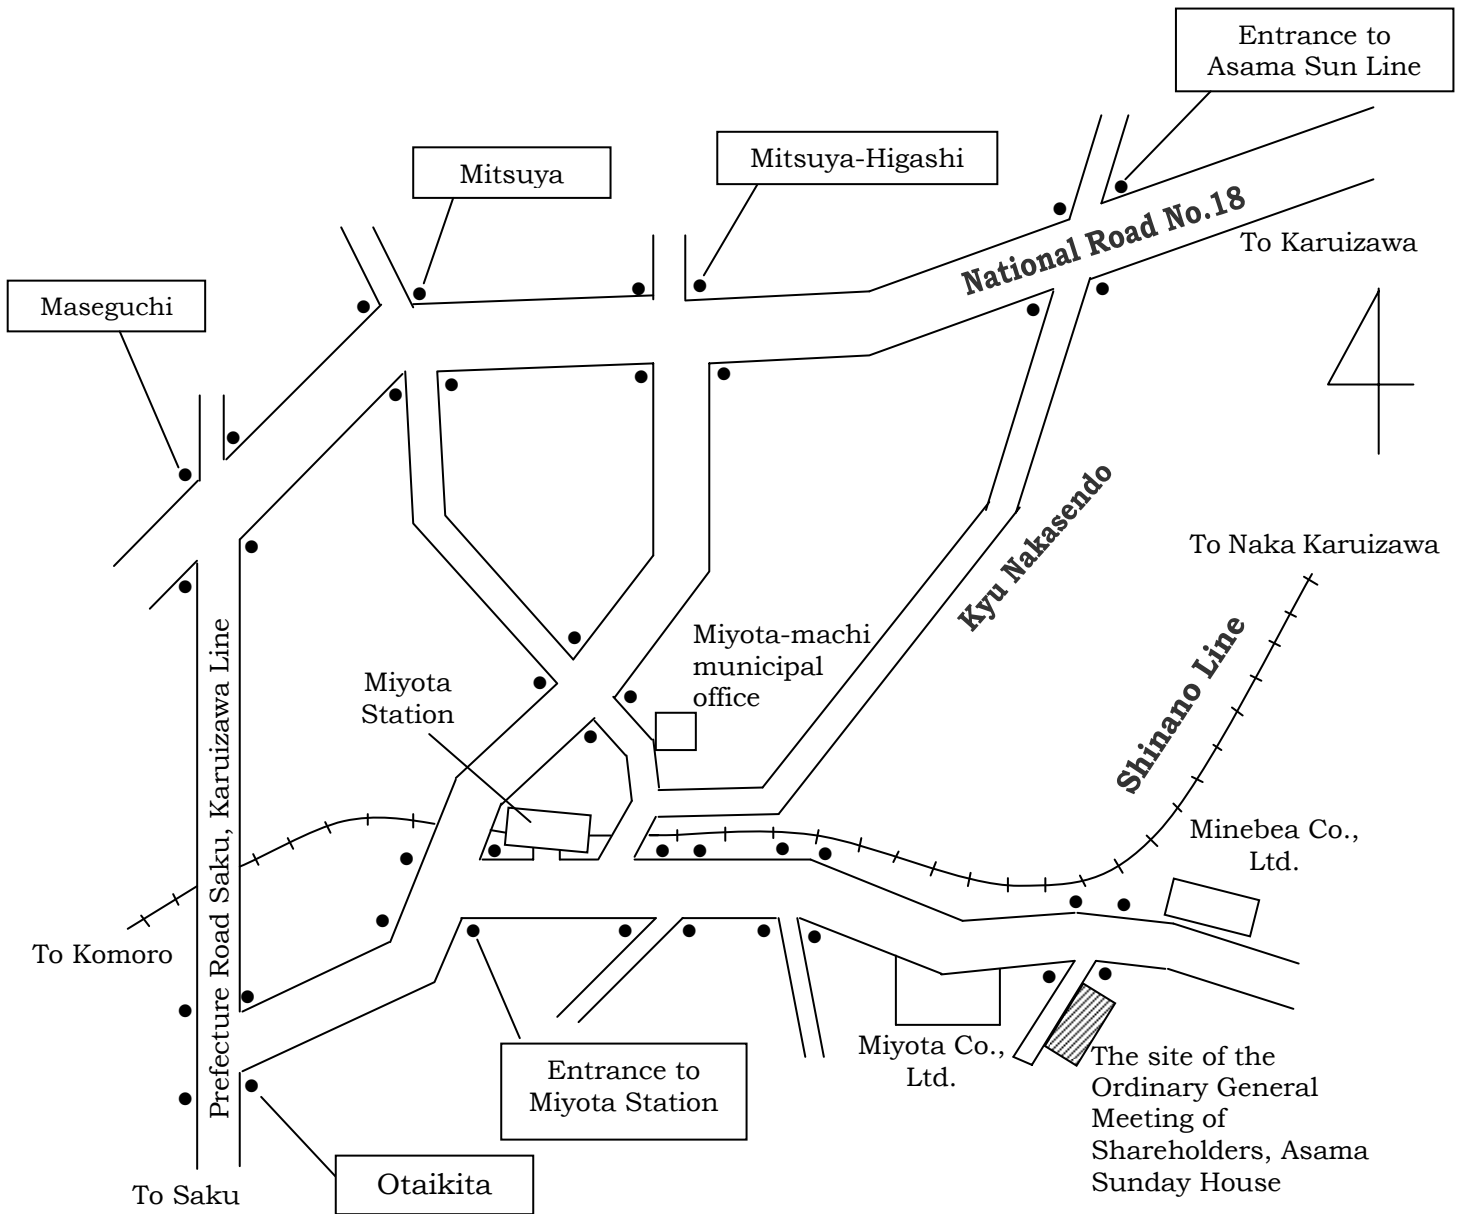 Entrance to
Asama Sun Line
Mitsuya-Higashi
Mitsuya
National Road No.18
To Karuizawa
Maseguchi
Kyu Nakasendo
To Naka Karuizawa
Miyota-machi
municipal
office
Shinano Line
Miyota
Station
Prefecture Road Saku, Karuizawa Line
Minebea Co.,
Ltd.
To Komoro
Miyota Co.,
Ltd.
The site of the
Ordinary General
Meeting of
Shareholders, Asama
Sunday House
Entrance to
Miyota Station
Otaikita
To Saku